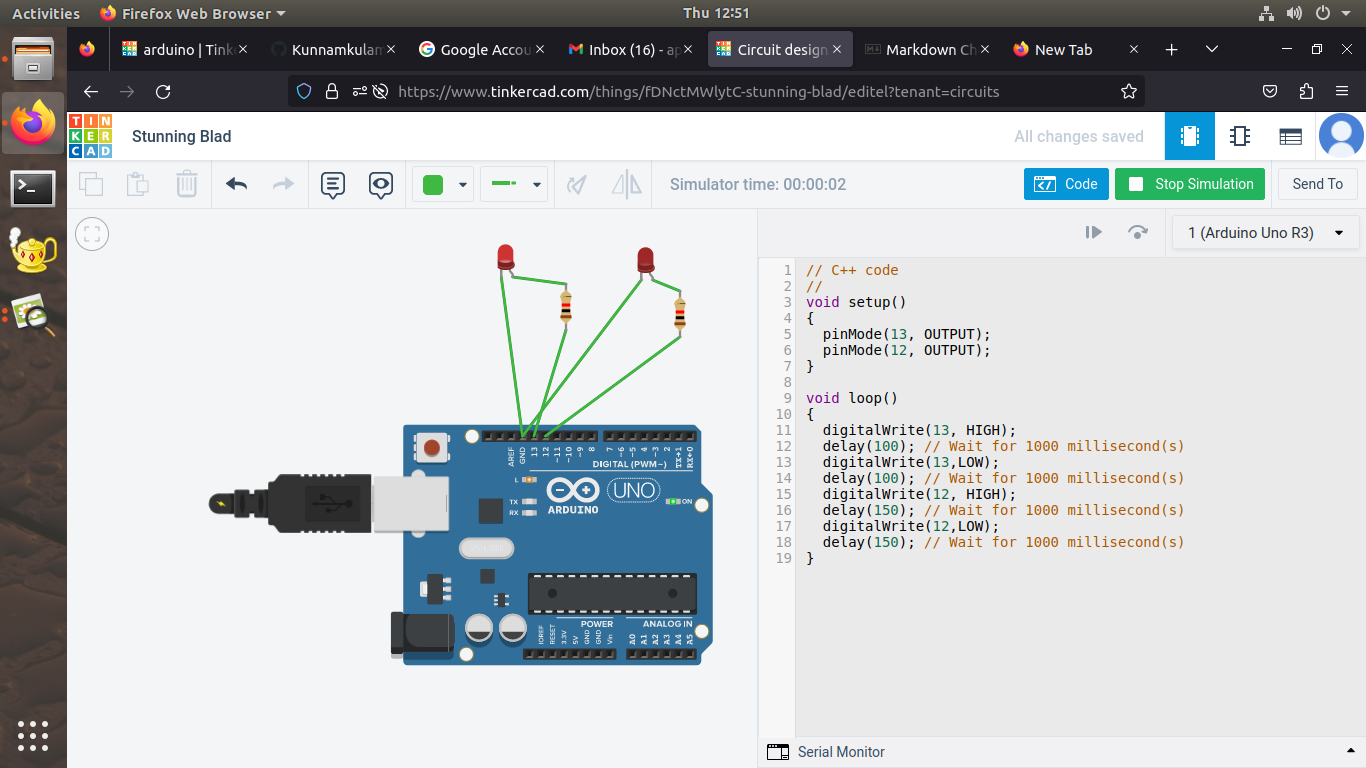 Activities Firefox Web Browser Thu 12:51
arduino | Tink Kunnamkulam Google Accou Inbox (16) - ap Circuit design Markdown Ch New Tab
https://www.tinkercad.com/things/fDNctMWlytC-stunning-blad/editel?tenant=circuits
TIN
KER
CAD
Stunning Blad All changes saved
Simulator time: 00:00:02 Code Stop Simulation Send To
1 (Arduino Uno R3)
1 // C++ code
2 //
3 void setup()
4 {
5 pinMode(13, OUTPUT);
6 pinMode(12, OUTPUT);
7 }
8
9 void loop()
10 {
11 digitalWrite(13, HIGH);
12 delay(100); // Wait for 1000 millisecond(s)
13 digitalWrite(13,LOW);
14 delay(100); // Wait for 1000 millisecond(s)
15 digitalWrite(12, HIGH);
16 delay(150); // Wait for 1000 millisecond(s)
17 digitalWrite(12,LOW);
18 delay(150); // Wait for 1000 millisecond(s)
19 }
AREF GND 13 12 ~11 ~10 ~9 8 7 ~6 ~5 4 ~3 2 TX→1 RX←0
DIGITAL (PWM~)
L
TX
RX
ARDUINO
UNO
ON
POWER ANALOG IN
IOREF RESET 3.3V 5V GND GND Vin A0 A1 A2 A3 A4 A5
Serial Monitor